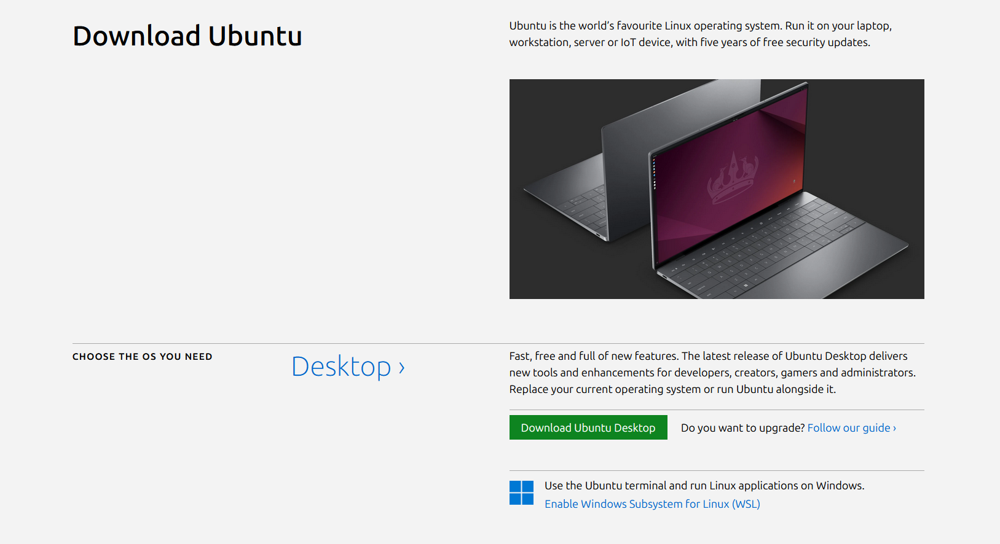 Download Ubuntu
Ubuntu is the world’s favourite Linux operating system. Run it on your laptop,
workstation, server or IoT device, with five years of free security updates.
CHOOSE THE OS YOU NEED
Desktop ›
Fast, free and full of new features. The latest release of Ubuntu Desktop delivers
new tools and enhancements for developers, creators, gamers and administrators.
Replace your current operating system or run Ubuntu alongside it.
Download Ubuntu Desktop
Do you want to upgrade? Follow our guide ›
Use the Ubuntu terminal and run Linux applications on Windows.
Enable Windows Subsystem for Linux (WSL)